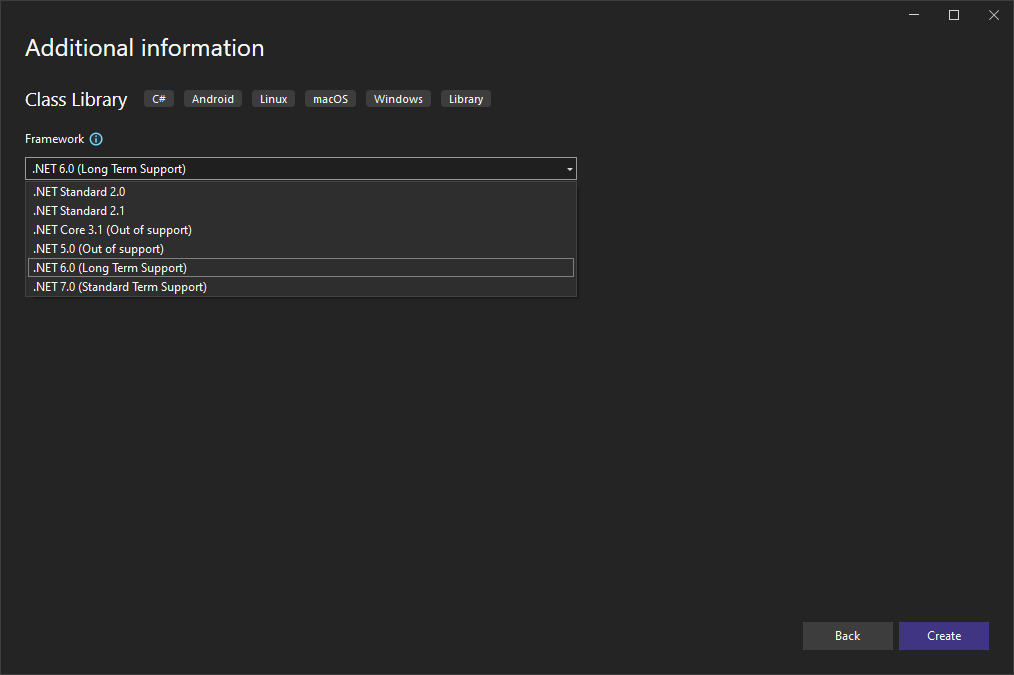 Additional information
Class Library C# Android Linux macOS Windows Library
Framework
.NET 6.0 (Long Term Support)
.NET Standard 2.0
.NET Standard 2.1
.NET Core 3.1 (Out of support)
.NET 5.0 (Out of support)
.NET 6.0 (Long Term Support)
.NET 7.0 (Standard Term Support)
Back Create